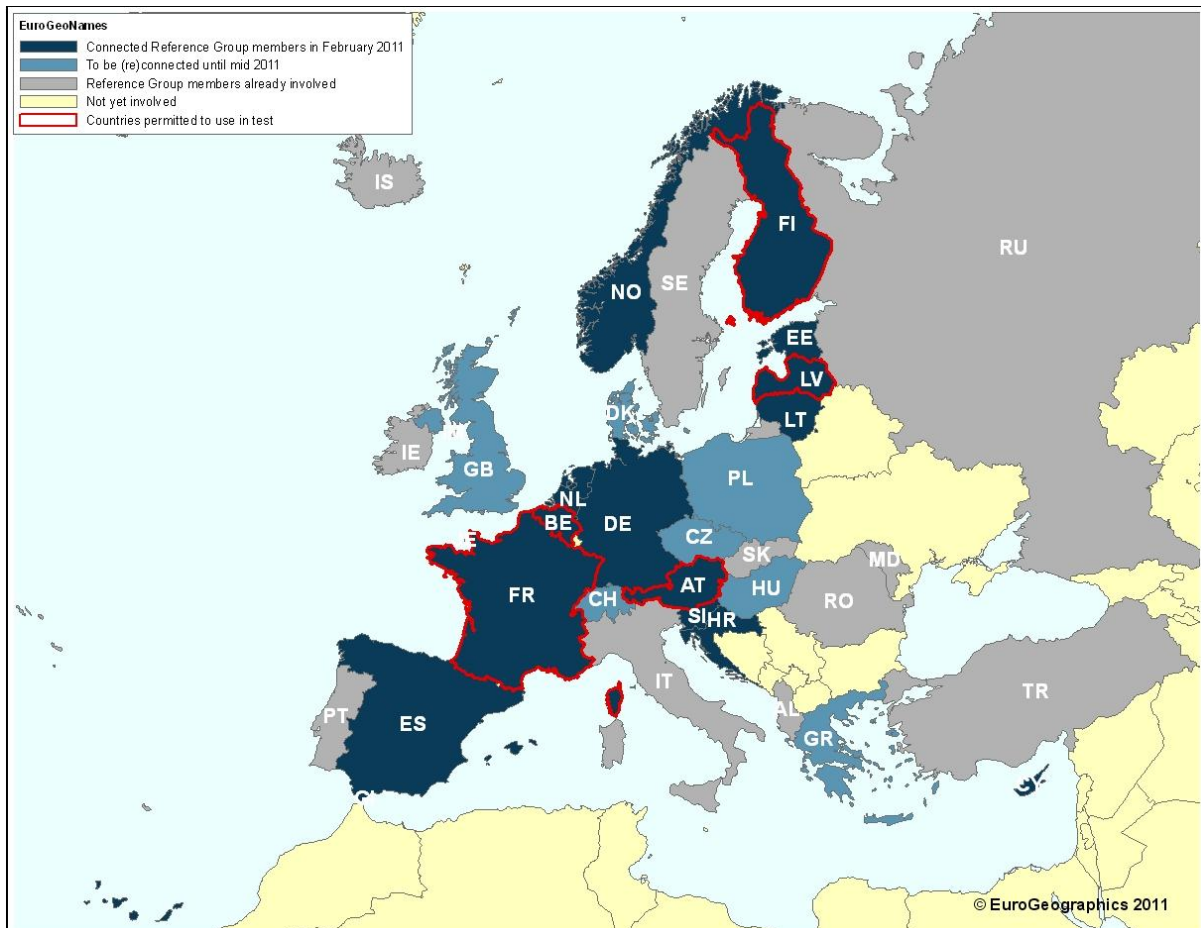 EuroGeoNames
Connected Reference Group members in February 2011
To be (re)connected until mid 2011
Reference Group members already involved
Not yet involved
Countries permitted to use in test
IS
FI
RU
SE
NO
EE
LV
LT
DK
IE
GB
PL
NL
BE
DE
CZ
SK
MD
FR
CH
AT
HU
RO
SI
HR
IT
PT
ES
AL
GR
TR
© EuroGeographics 2011